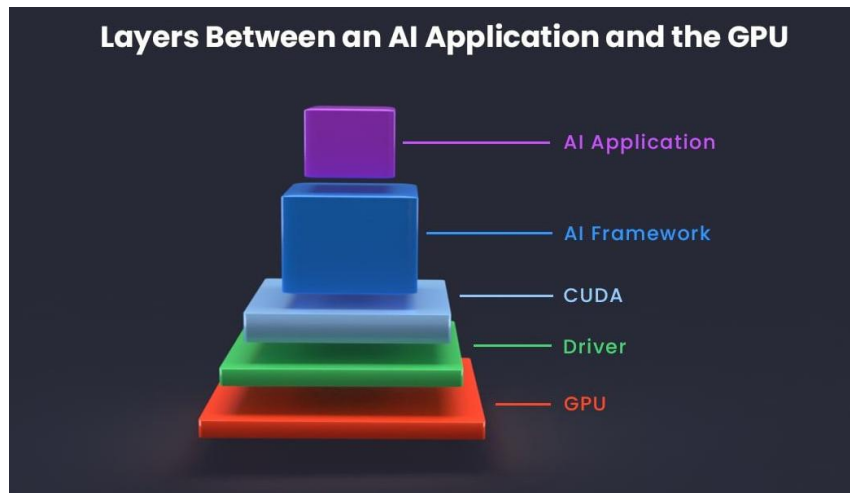 Layers Between an AI Application and the GPU
AI Application
AI Framework
CUDA
Driver
GPU